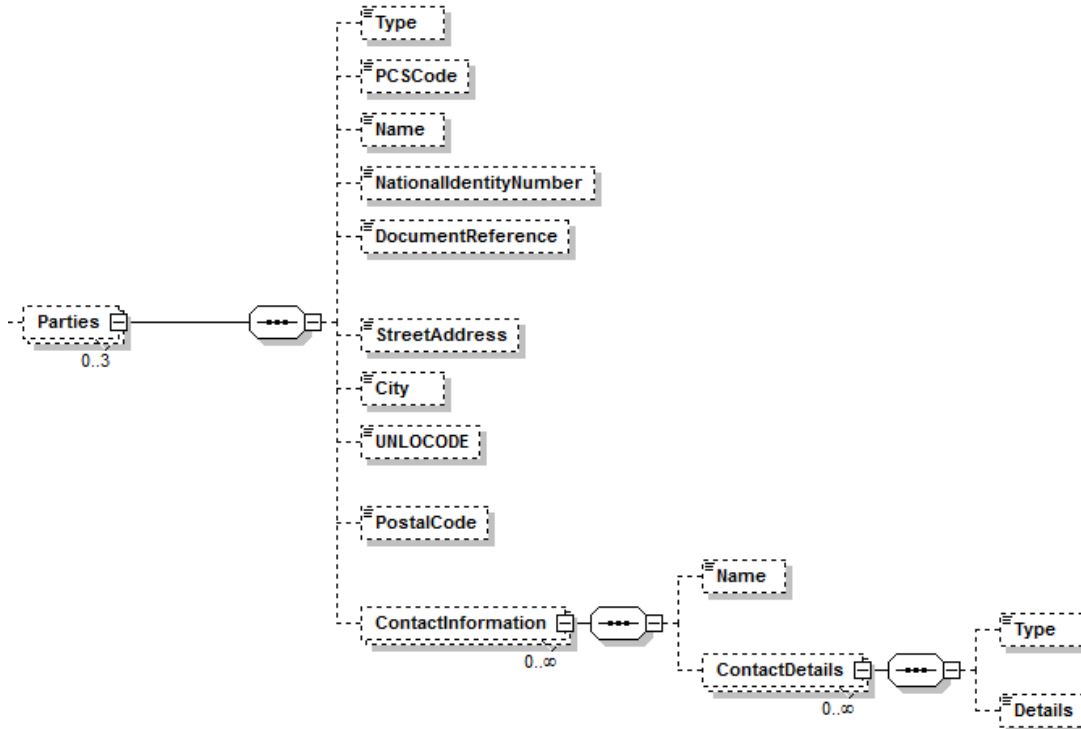 Type
PCSCode
Name
NationalIdentityNumber
DocumentReference
Parties
0..3
StreetAddress
City
UNLOCODE
PostalCode
ContactInformation
0..∞
Name
ContactDetails
0..∞
Type
Details